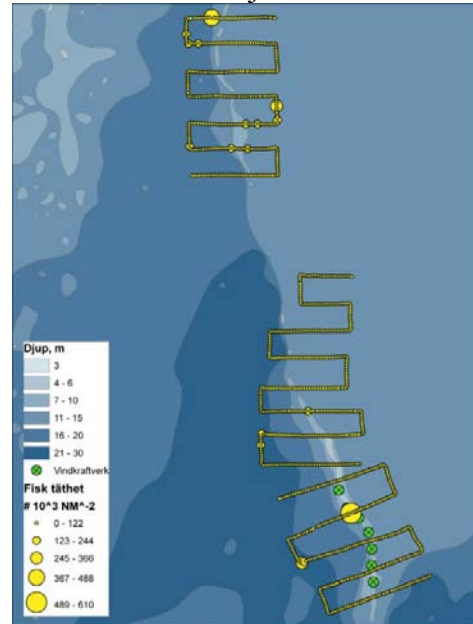 Djup, m
3
4 - 6
7 - 10
11 - 15
16 - 20
21 - 30
Vindkraftverk
Fisk täthet
# 10^3 NM^-2
0 - 122
123 - 244
245 - 366
367 - 488
489 - 610